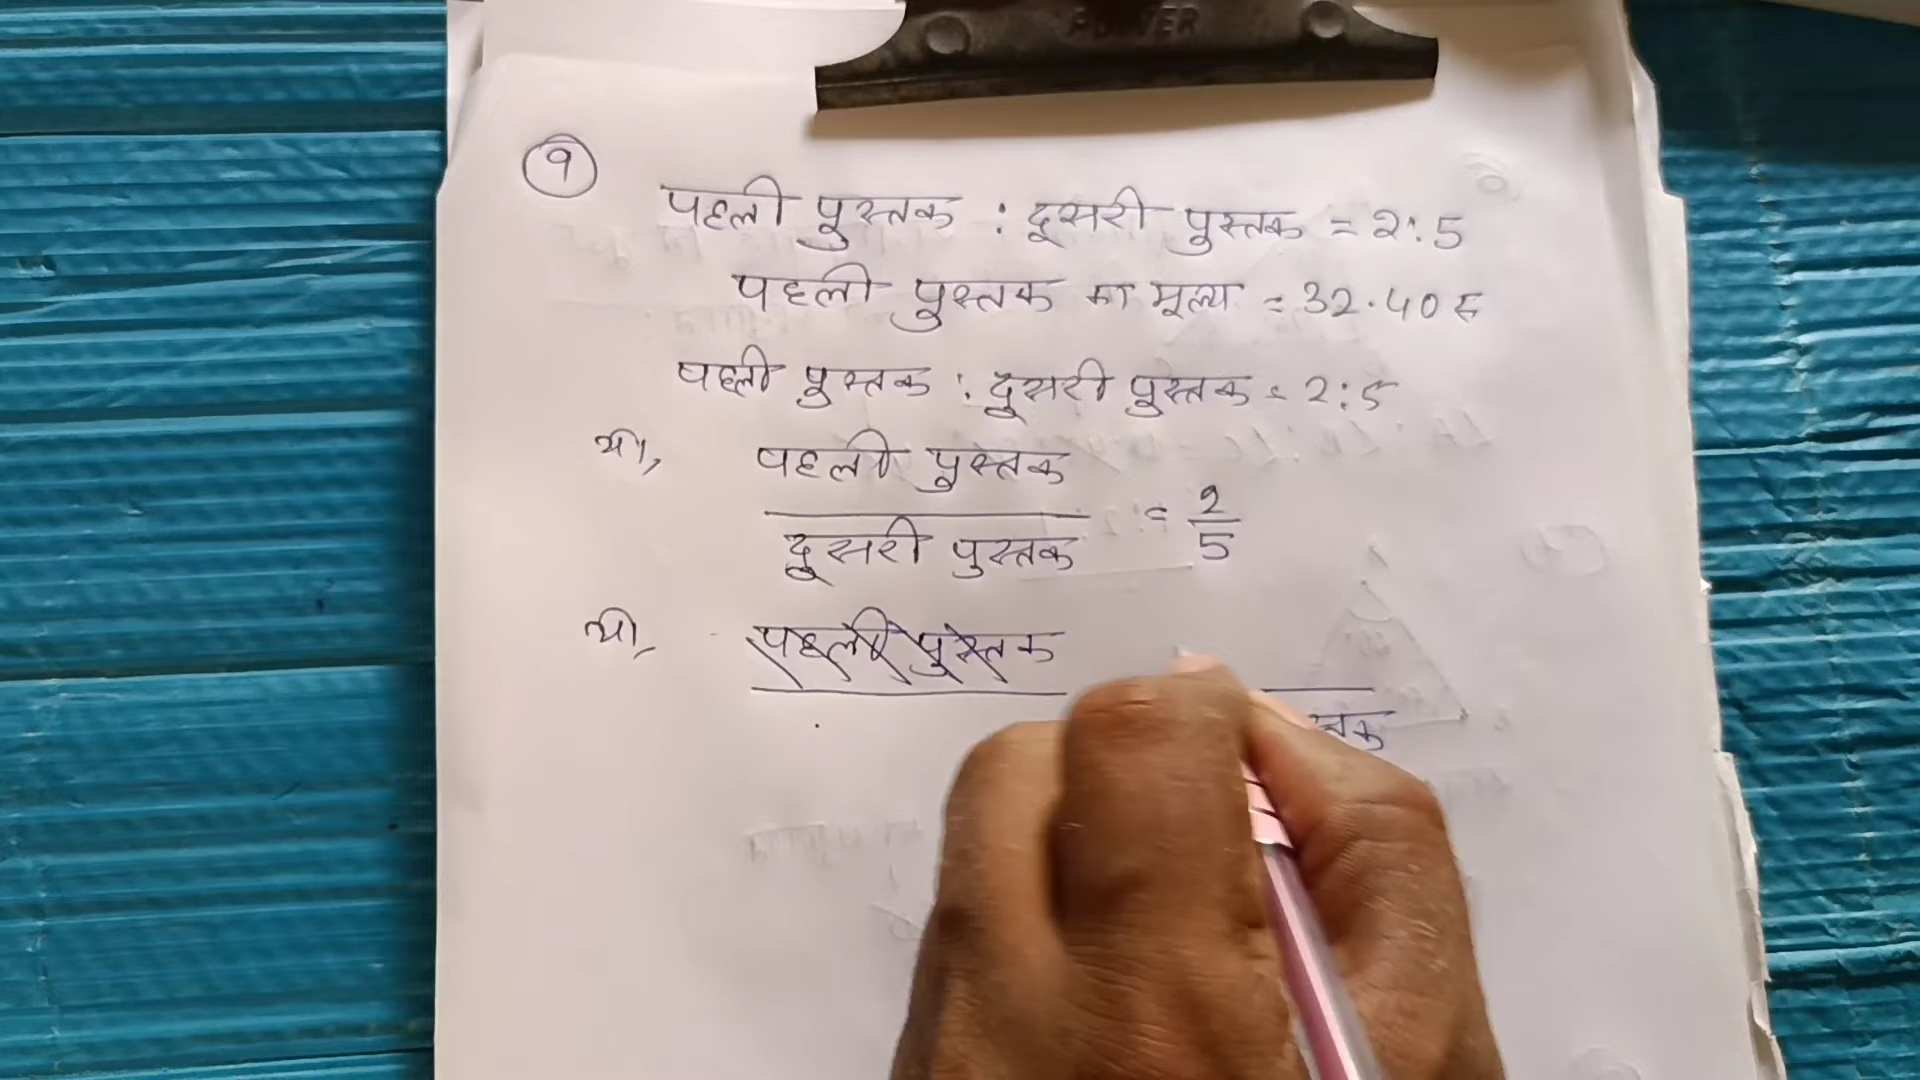 POWER
9
पहली पुस्तक : दूसरी पुस्तक = 2:5
पहली पुस्तक का मूल्य = 32.40 रु
पहली पुस्तक : दूसरी पुस्तक = 2:5
या, पहली पुस्तक
दूसरी पुस्तक = 2/5
या, पहली पुस्तक
स्तक